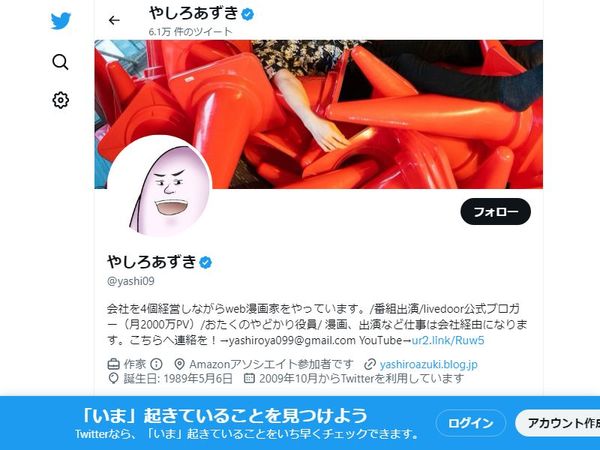 やしろあずき
6.1万 件のツイート
フォロー
やしろあずき
@yashi09
会社を4個経営しながらweb漫画家をやっています。/番組出演/livedoor公式ブロガ
ー（月2000万PV）/おたくのやどかり役員/ 漫画、出演など仕事は会社経由になりま
す。こちらへ連絡を！→yashiroya099@gmail.com YouTube→ur2.link/Ruw5
作家 Amazonアソシエイト参加者です yashiroazuki.blog.jp
誕生日: 1989年5月6日 2009年10月からTwitterを利用しています
「いま」起きていることを見つけよう
Twitterなら、「いま」起きていることをいち早くチェックできます。
ログイン
アカウント作成